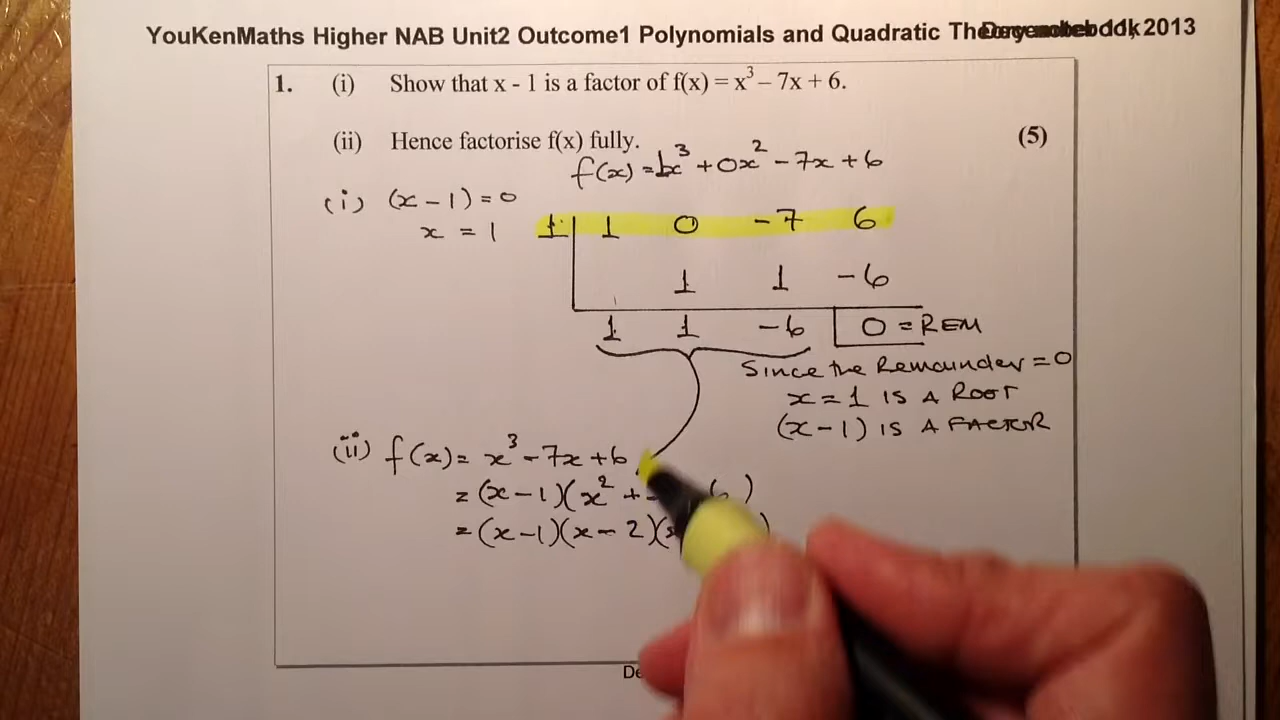 YouKenMaths Higher NAB Unit2 Outcome1 Polynomials and Quadratic 2013
1. (i) Show that x - 1 is a factor of f(x) = x³ – 7x + 6.
(ii) Hence factorise f(x) fully. (5)
f(x) = 1x³ + 0x² - 7x + 6
(i) (x - 1) = 0
x = 1
1 1 0 -7 6
1 1 -6
1 1 -6 0 = REM
Since the Remainder = 0
x = 1 IS A ROOT
(x - 1) IS A FACTOR
(ii) f(x) = x³ - 7x + 6
= (x - 1)(x² + 6)
= (x - 1)(x - 2)( )